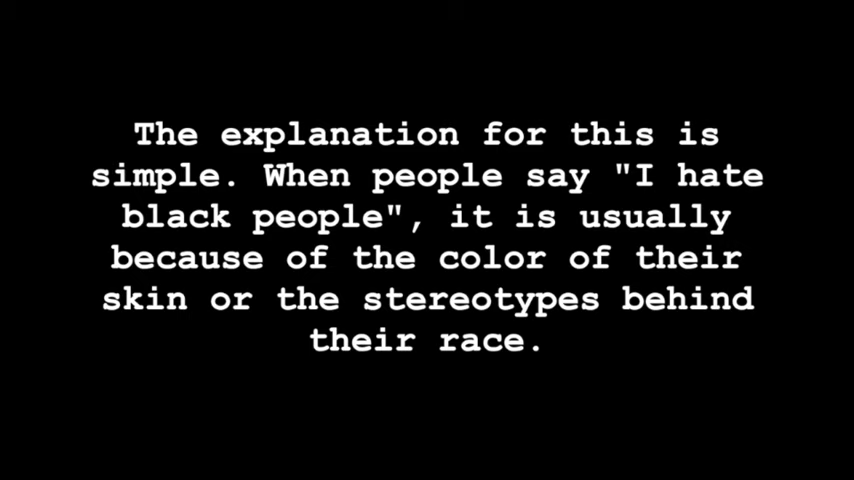 The explanation for this is
simple. When people say "I hate
black people", it is usually
because of the color of their
skin or the stereotypes behind
their race.